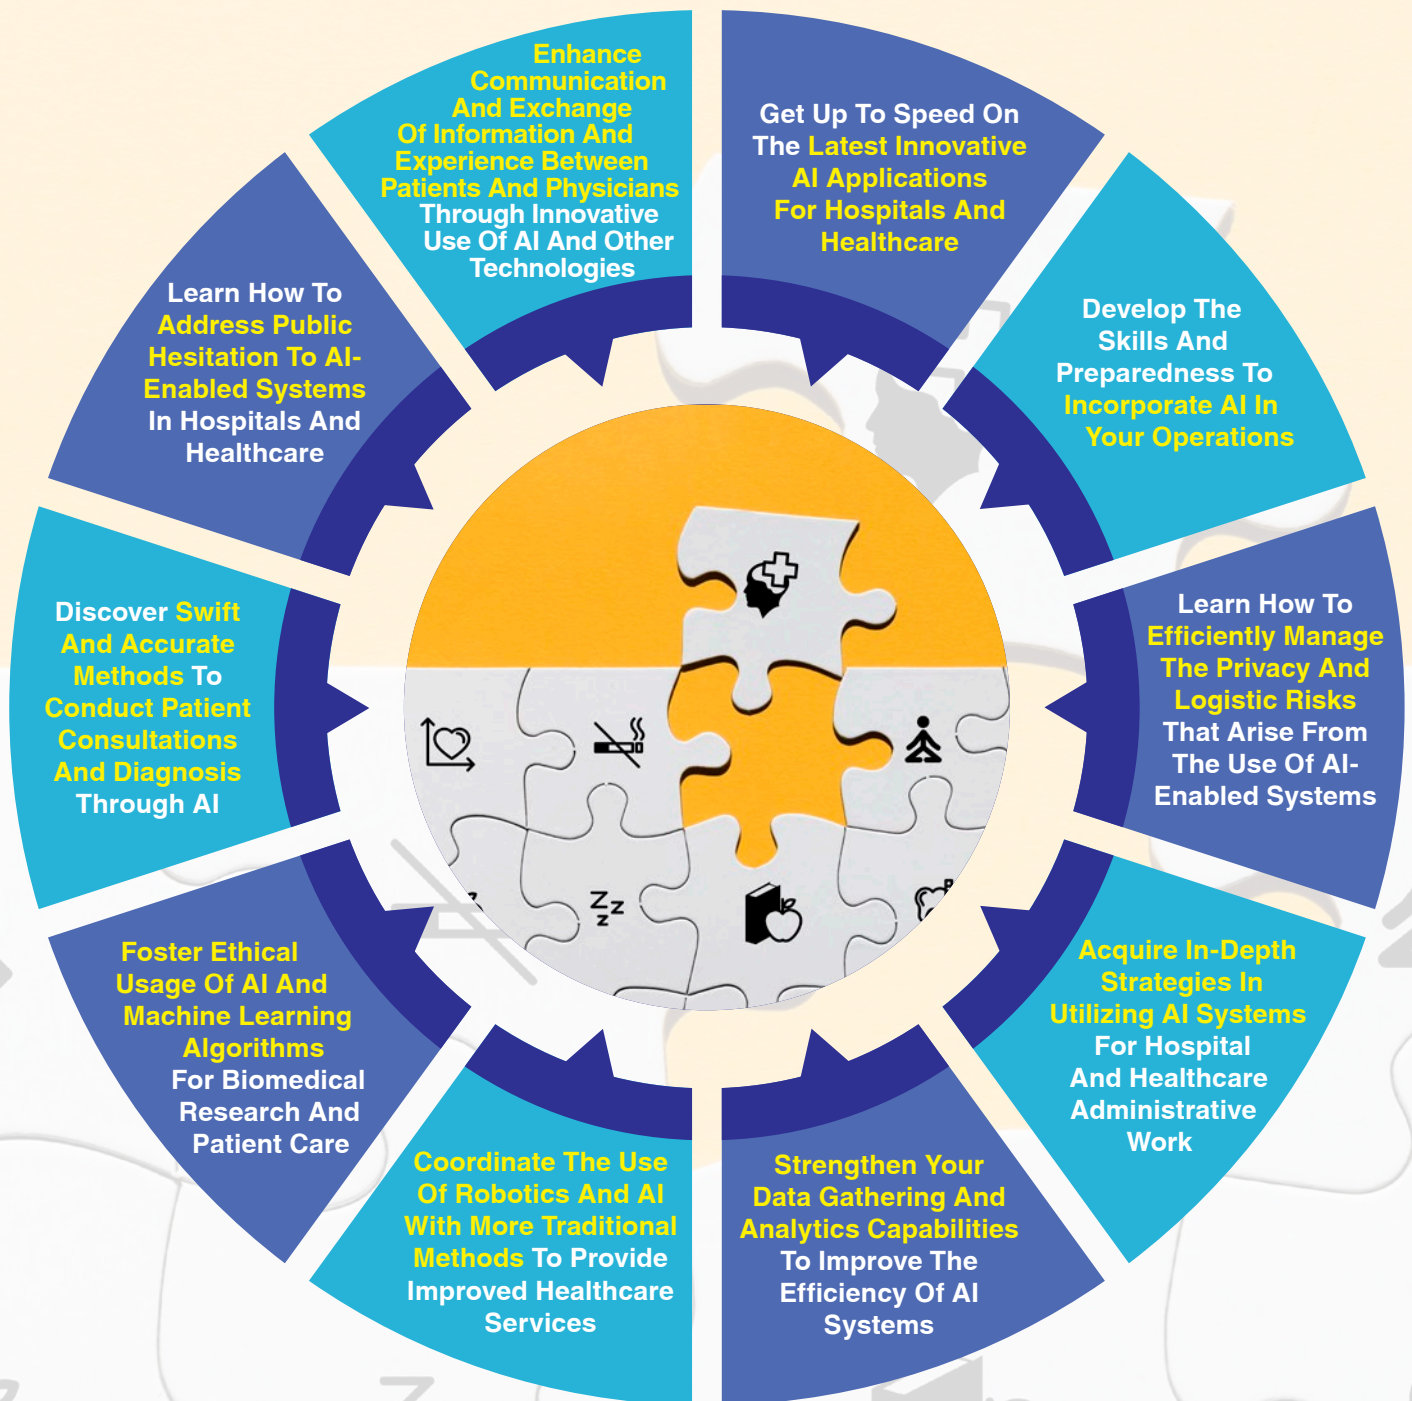 Enhance
Communication
And Exchange
Of Information And
Experience Between
Patients And Physicians
Through Innovative
Use Of AI And Other
Technologies
Get Up To Speed On
The Latest Innovative
AI Applications
For Hospitals And
Healthcare
Develop The
Skills And
Preparedness To
Incorporate AI In
Your Operations
Learn How To
Efficiently Manage
The Privacy And
Logistic Risks
That Arise From
The Use Of AI-
Enabled Systems
Acquire In-Depth
Strategies In
Utilizing AI Systems
For Hospital
And Healthcare
Administrative
Work
Strengthen Your
Data Gathering And
Analytics Capabilities
To Improve The
Efficiency Of AI
Systems
Coordinate The Use
Of Robotics And AI
With More Traditional
Methods To Provide
Improved Healthcare
Services
Foster Ethical
Usage Of AI And
Machine Learning
Algorithms
For Biomedical
Research And
Patient Care
Discover Swift
And Accurate
Methods To
Conduct Patient
Consultations
And Diagnosis
Through AI
Learn How To
Address Public
Hesitation To AI-
Enabled Systems
In Hospitals And
Healthcare
Z Z
Z